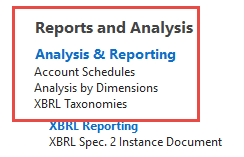 Reports and Analysis
Analysis & Reporting
Account Schedules
Analysis by Dimensions
XBRL Taxonomies
XBRL Reporting
XBRL Spec. 2 Instance Document